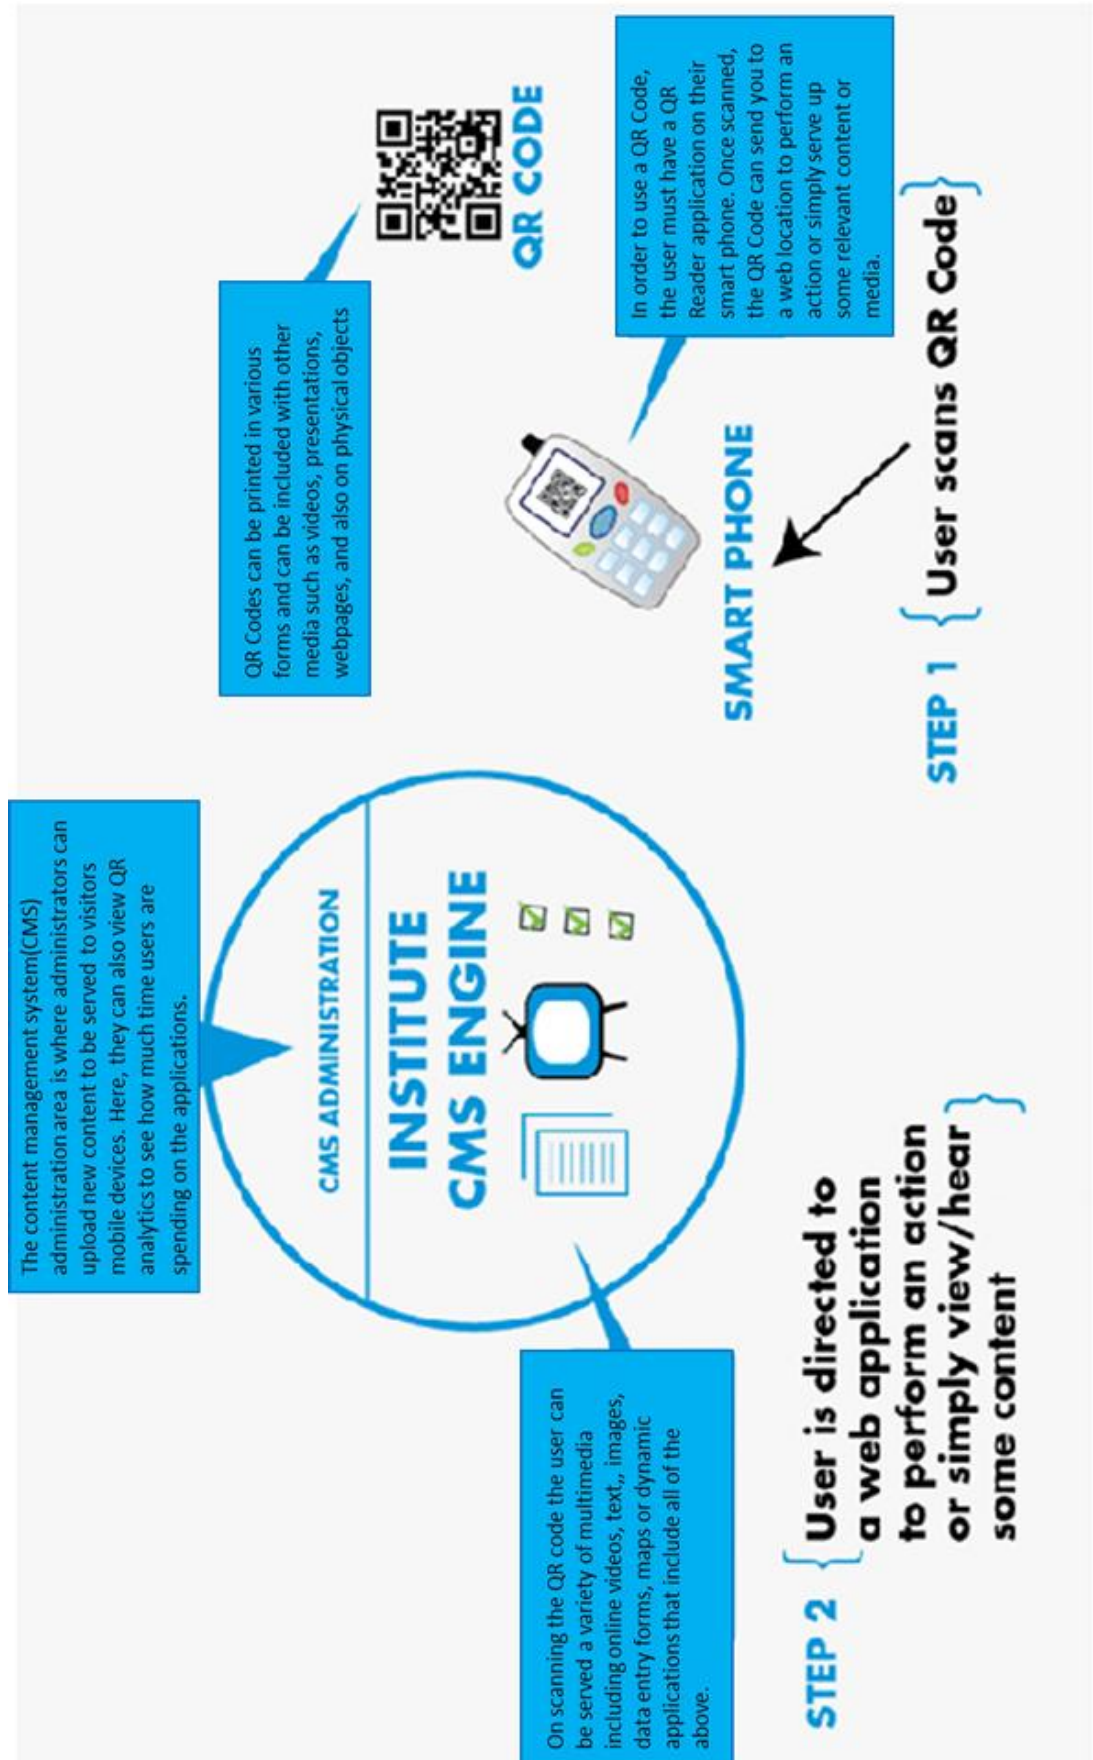 The content management system(CMS)
administration area is where administrators can
upload new content to be served to visitors
mobile devices. Here, they can also view QR
analytics to see how much time users are
spending on the applications.
QR Codes can be printed in various
forms and can be included with other
media such as videos, presentations,
webpages, and also on physical objects
QR CODE
CMS ADMINISTRATION
INSTITUTE
CMS ENGINE
On scanning the QR code the user can
be served a variety of multimedia
including online videos, text,, images,
data entry forms, maps or dynamic
applications that include all of the
above.
SMART PHONE
In order to use a QR Code,
the user must have a QR
Reader application on their
smart phone. Once scanned,
the QR Code can send you to
a web location to perform an
action or simply serve up
some relevant content or
media.
STEP 1 { User scans QR Code }
STEP 2 { User is directed to
a web application
to perform an action
or simply view/hear }
some content